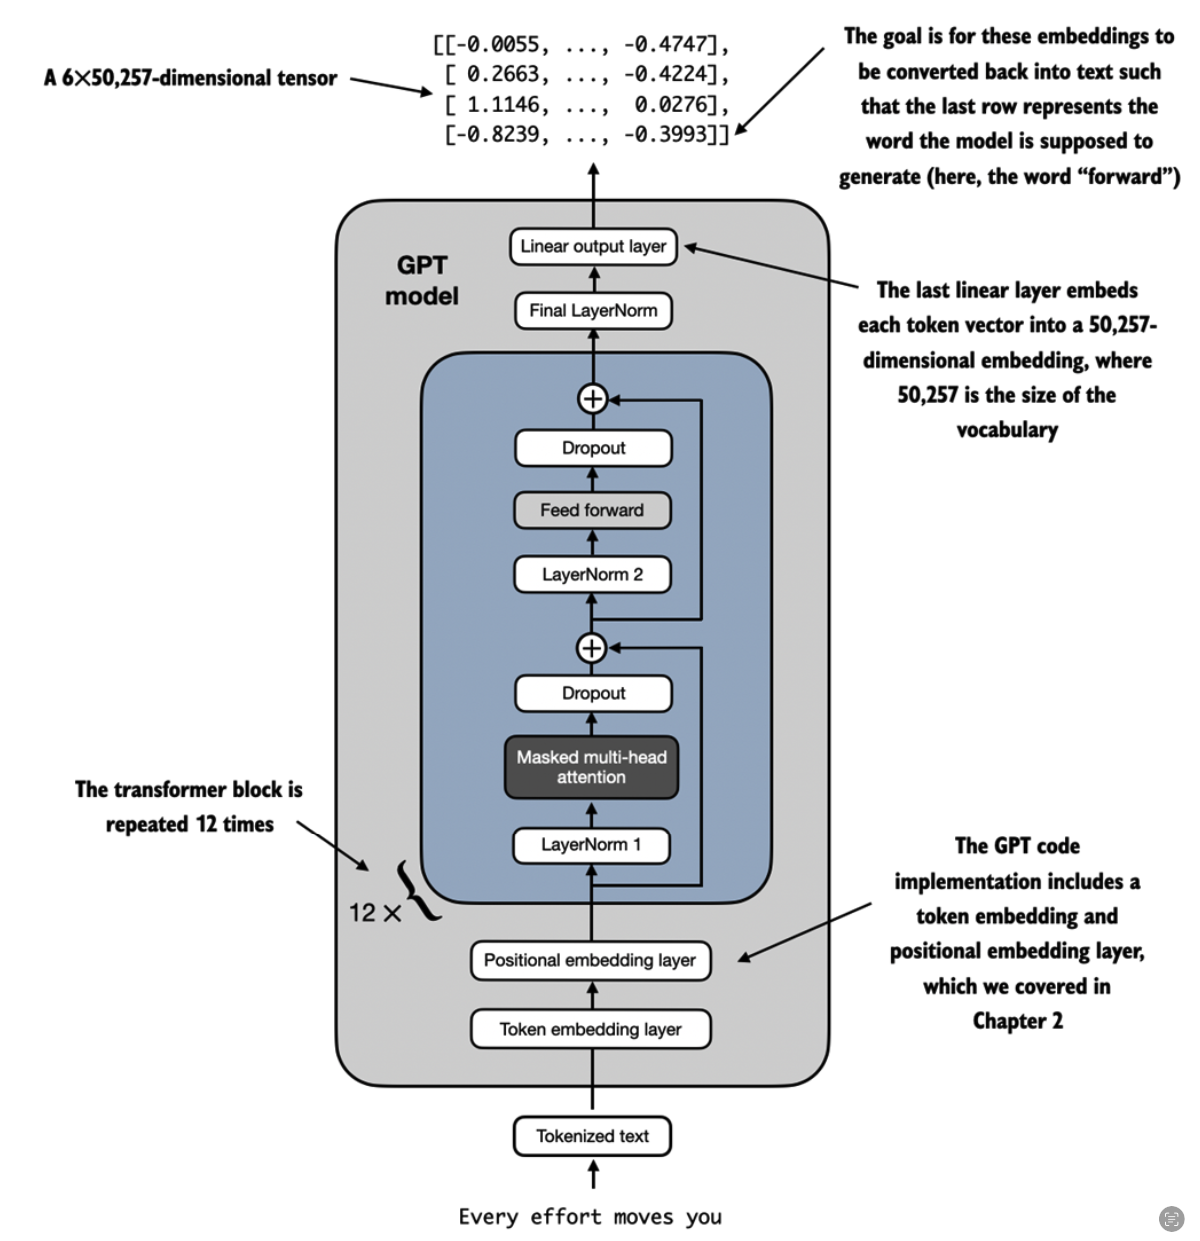 [[-0.0055, ..., -0.4747],
[ 0.2663, ..., -0.4224],
[ 1.1146, ...,  0.0276],
[-0.8239, ..., -0.3993]]
A 6×50,257-dimensional tensor
The goal is for these embeddings to
be converted back into text such
that the last row represents the
word the model is supposed to
generate (here, the word “forward”)
GPT
model
Linear output layer
Final LayerNorm
The last linear layer embeds
each token vector into a 50,257-
dimensional embedding, where
50,257 is the size of the
vocabulary
+
Dropout
Feed forward
LayerNorm 2
+
Dropout
Masked multi-head
attention
LayerNorm 1
The transformer block is
repeated 12 times
12 ×
{
Positional embedding layer
Token embedding layer
The GPT code
implementation includes a
token embedding and
positional embedding layer,
which we covered in
Chapter 2
Tokenized text
Every effort moves you